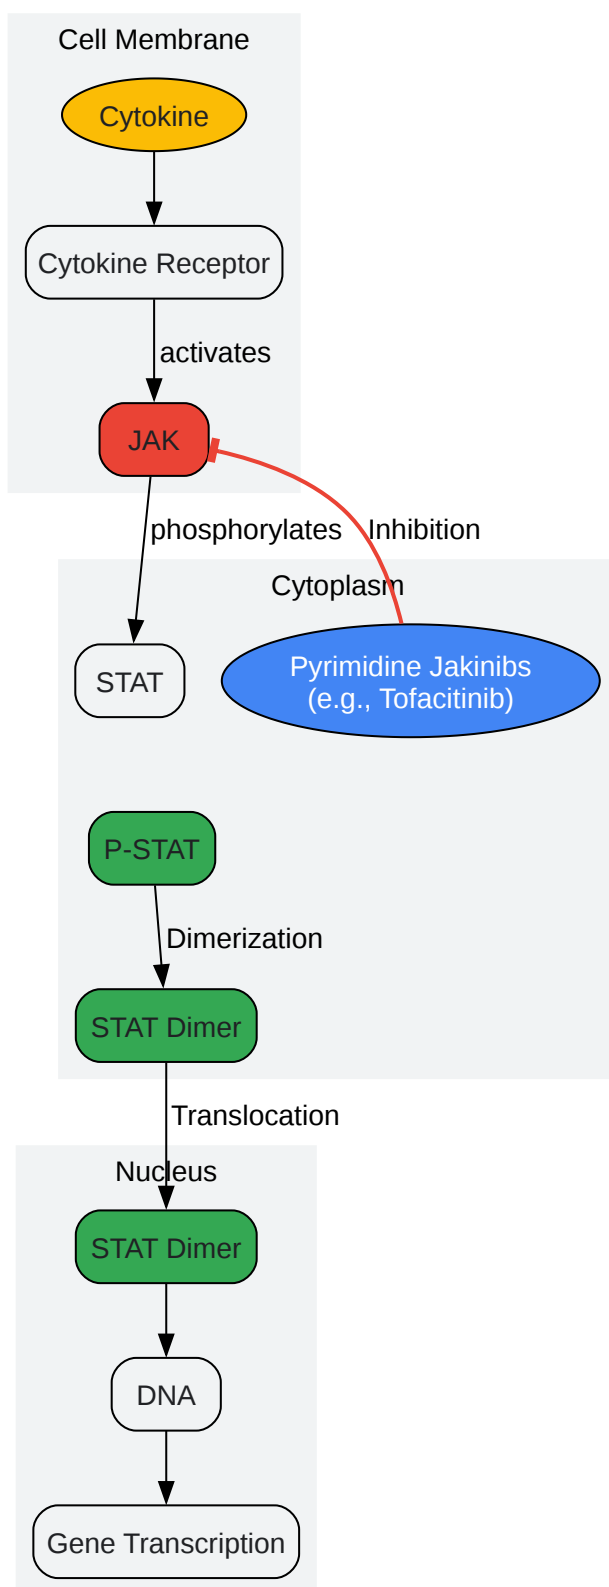 Cell Membrane
Cytokine
Cytokine Receptor
activates
JAK
phosphorylates
Inhibition
Cytoplasm
STAT
Pyrimidine Jakinibs
(e.g., Tofacitinib)
P-STAT
Dimerization
STAT Dimer
Translocation
Nucleus
STAT Dimer
DNA
Gene Transcription